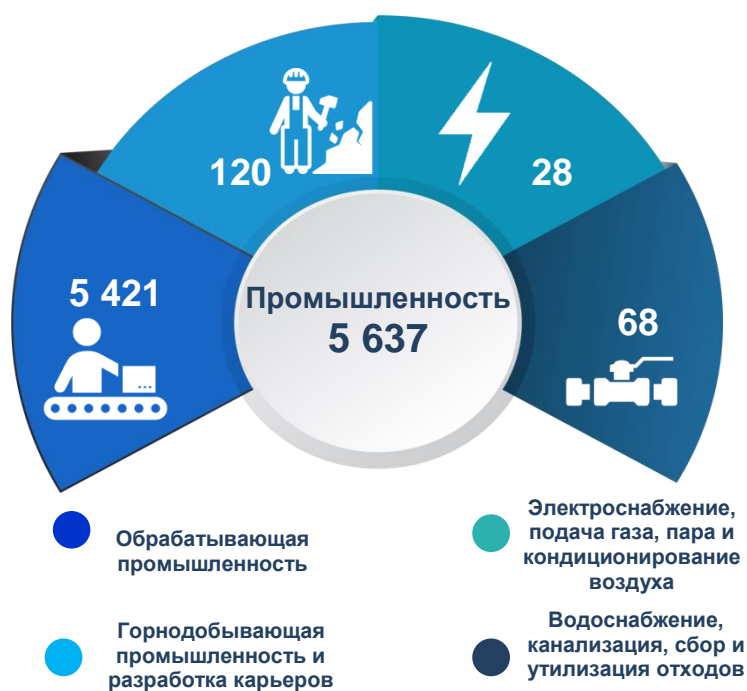 120
28
5 421
Промышленность
5 637
68
Обрабатывающая
промышленность
Электроснабжение,
подача газа, пара и
кондиционирование
воздуха
Горнодобывающая
промышленность и
разработка карьеров
Водоснабжение,
канализация, сбор и
утилизация отходов